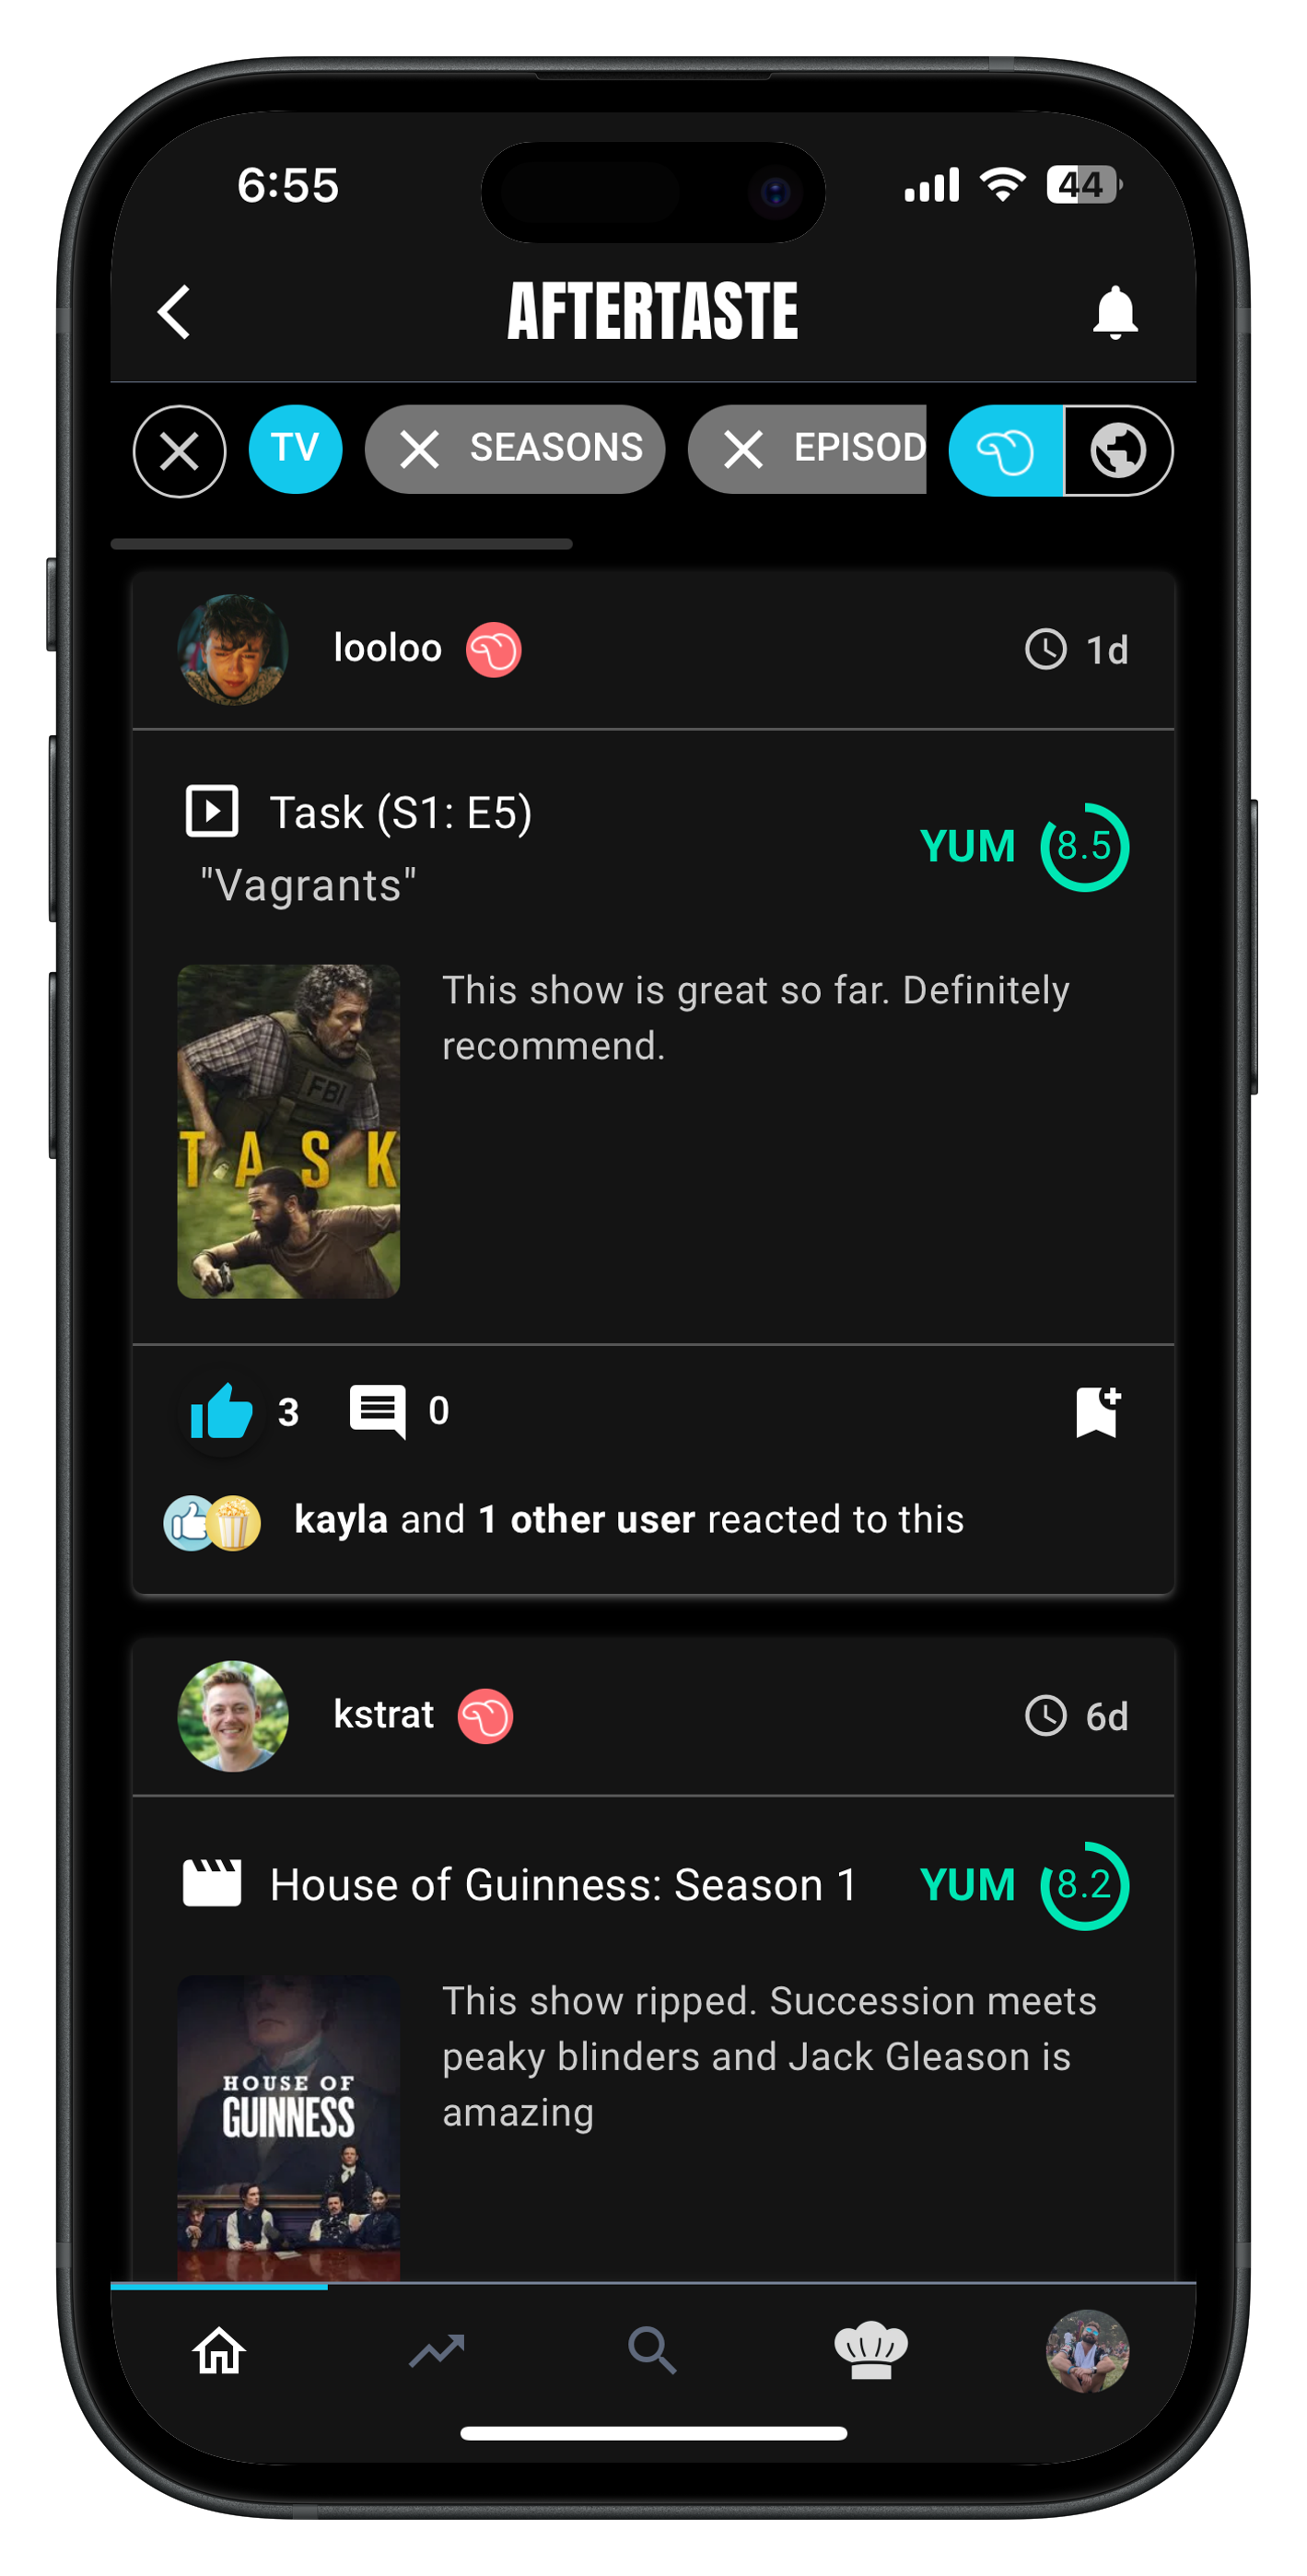 6:55
44
AFTERTASTE
TV
SEASONS
EPISOD
looloo
1d
Task (S1: E5)
"Vagrants"
YUM
8.5
This show is great so far. Definitely
recommend.
FBI
TASK
3
0
kayla and 1 other user reacted to this
kstrat
6d
House of Guinness: Season 1
YUM
8.2
This show ripped. Succession meets
peaky blinders and Jack Gleason is
amazing
HOUSE OF
GUINNESS